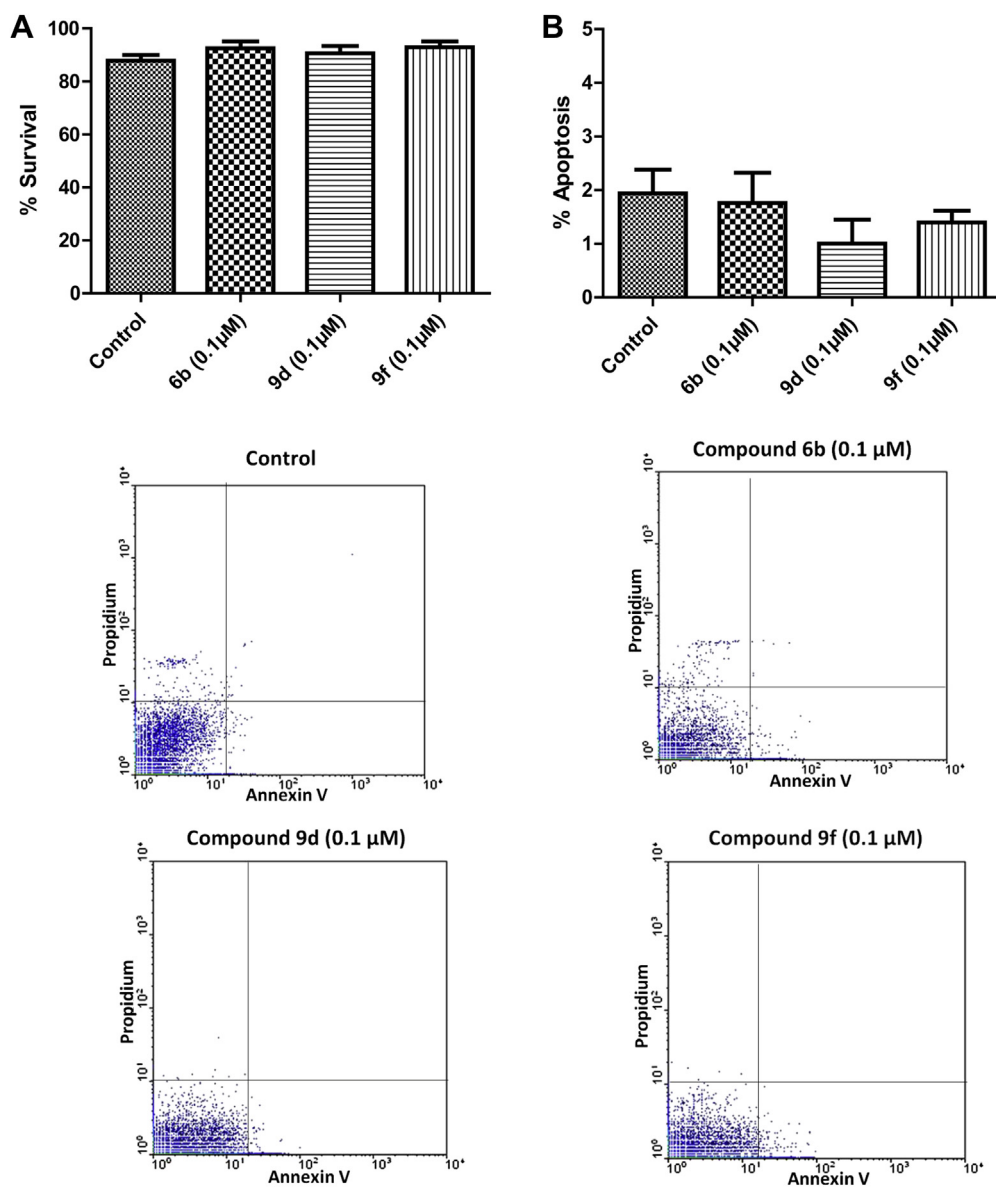 A
% Survival
100
80
60
40
20
0
Control
6b (0.1μM)
9d (0.1μM)
9f (0.1μM)
B
% Apoptosis
5
4
3
2
1
0
Control
6b (0.1μM)
9d (0.1μM)
9f (0.1μM)
Control
Propidium
10⁴
10³
10²
10¹
10⁰
10⁰ 10¹ 10² 10³ 10⁴
Annexin V
Compound 6b (0.1 μM)
Propidium
10⁴
10³
10²
10¹
10⁰
10⁰ 10¹ 10² 10³ 10⁴
Annexin V
Compound 9d (0.1 μM)
Propidium
10⁴
10³
10²
10¹
10⁰
10⁰ 10¹ 10² 10³ 10⁴
Annexin V
Compound 9f (0.1 μM)
Propidium
10⁴
10³
10²
10¹
10⁰
10⁰ 10¹ 10² 10³ 10⁴
Annexin V